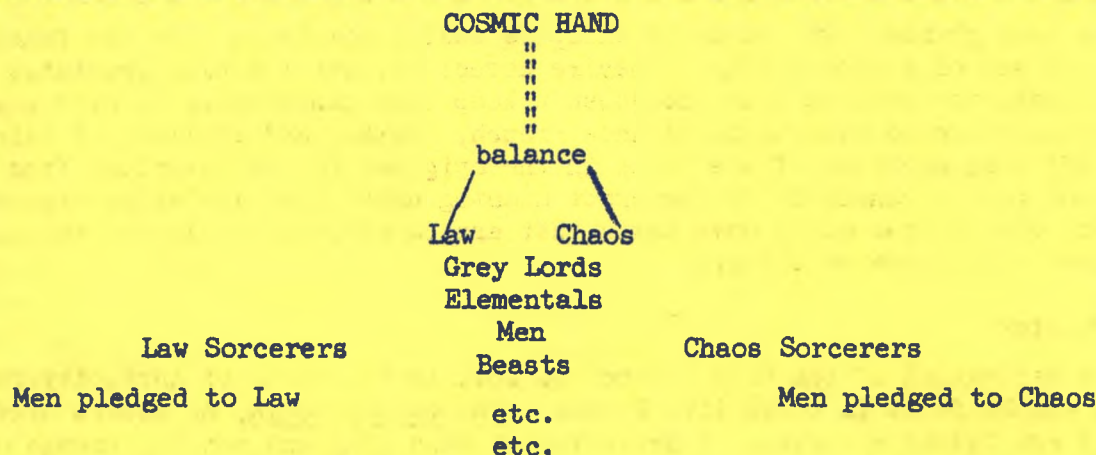 COSMIC HAND
"
"
"
"
"
"
balance
Law Chaos
Grey Lords
Elementals
Men
Law Sorcerers Beasts Chaos Sorcerers
Men pledged to Law etc. Men pledged to Chaos
etc.